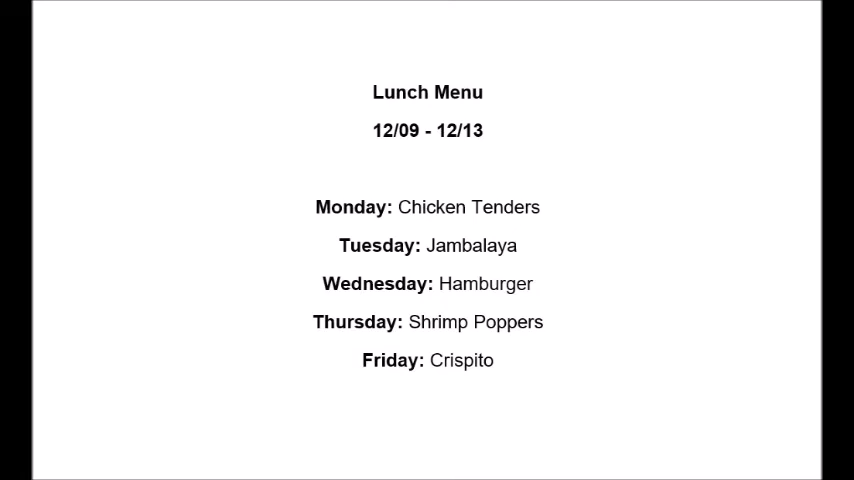 Lunch Menu
12/09 - 12/13
Monday: Chicken Tenders
Tuesday: Jambalaya
Wednesday: Hamburger
Thursday: Shrimp Poppers
Friday: Crispito